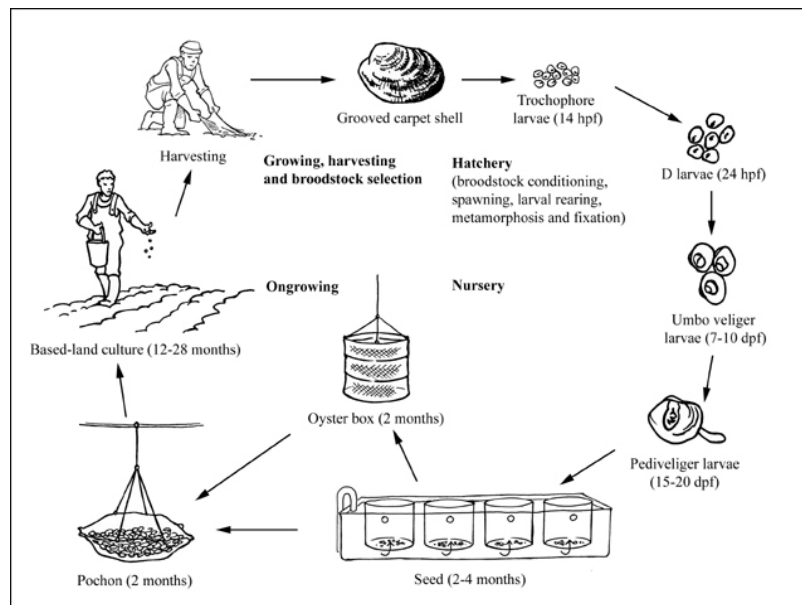 Grooved carpet shell
Trochophore
larvae (14 hpf)
Harvesting
Growing, harvesting
and broodstock selection
Hatchery
(broodstock conditioning,
spawning, larval rearing,
metamorphosis and fixation)
D larvae (24 hpf)
Ongrowing
Nursery
Umbo veliger
larvae (7-10 dpf)
Based-land culture (12-28 months)
Oyster box (2 months)
Pediveliger larvae
(15-20 dpf)
Pochon (2 months)
Seed (2-4 months)